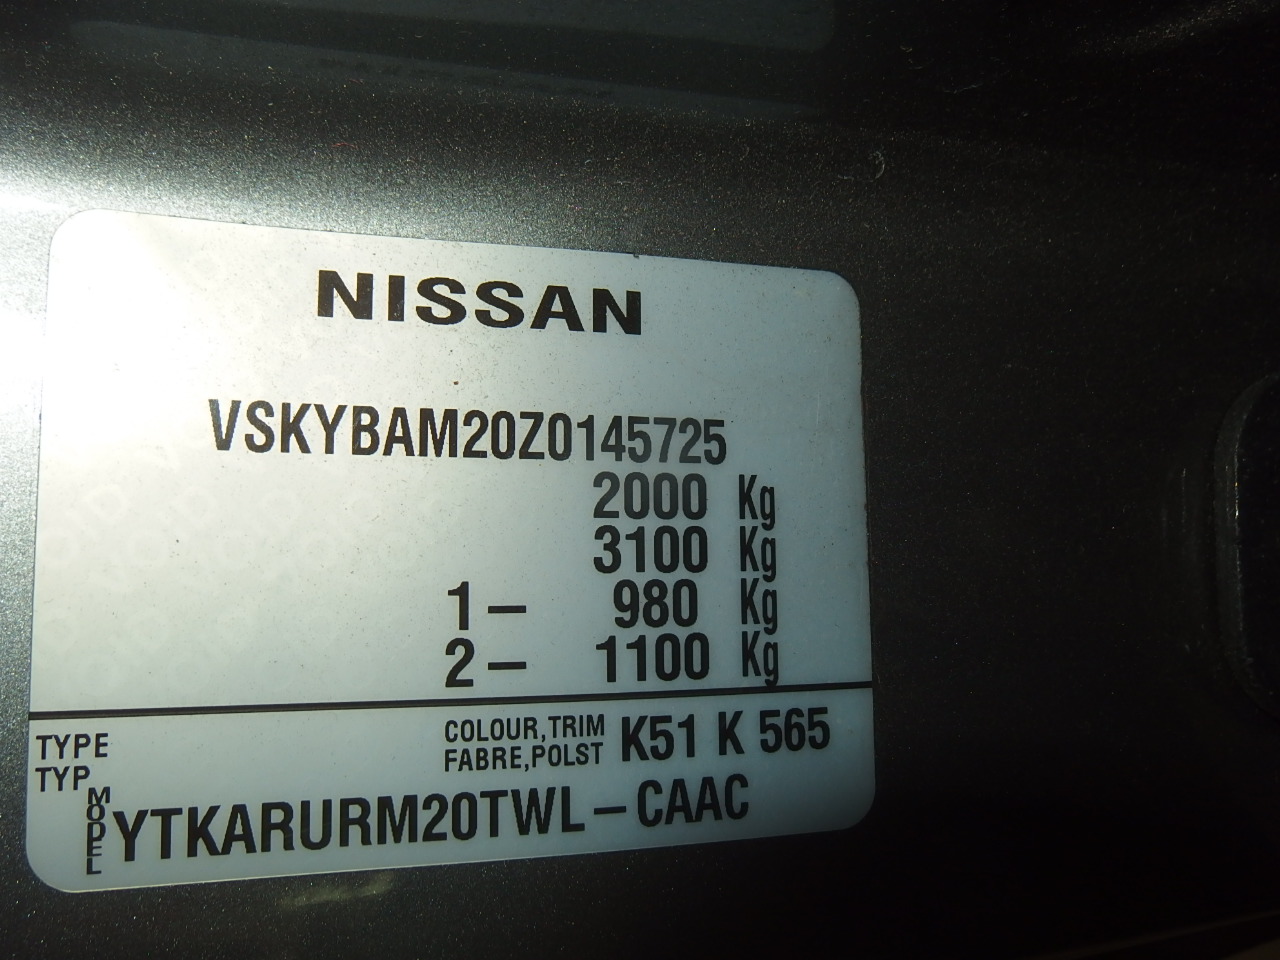 NISSAN
VSKYBAM20Z0145725
2000 Kg
3100 Kg
1– 980 Kg
2– 1100 Kg
TYPE COLOUR,TRIM K51 K 565
TYP FABRE,POLST
MODEL YTKARURM20TWL–CAAC